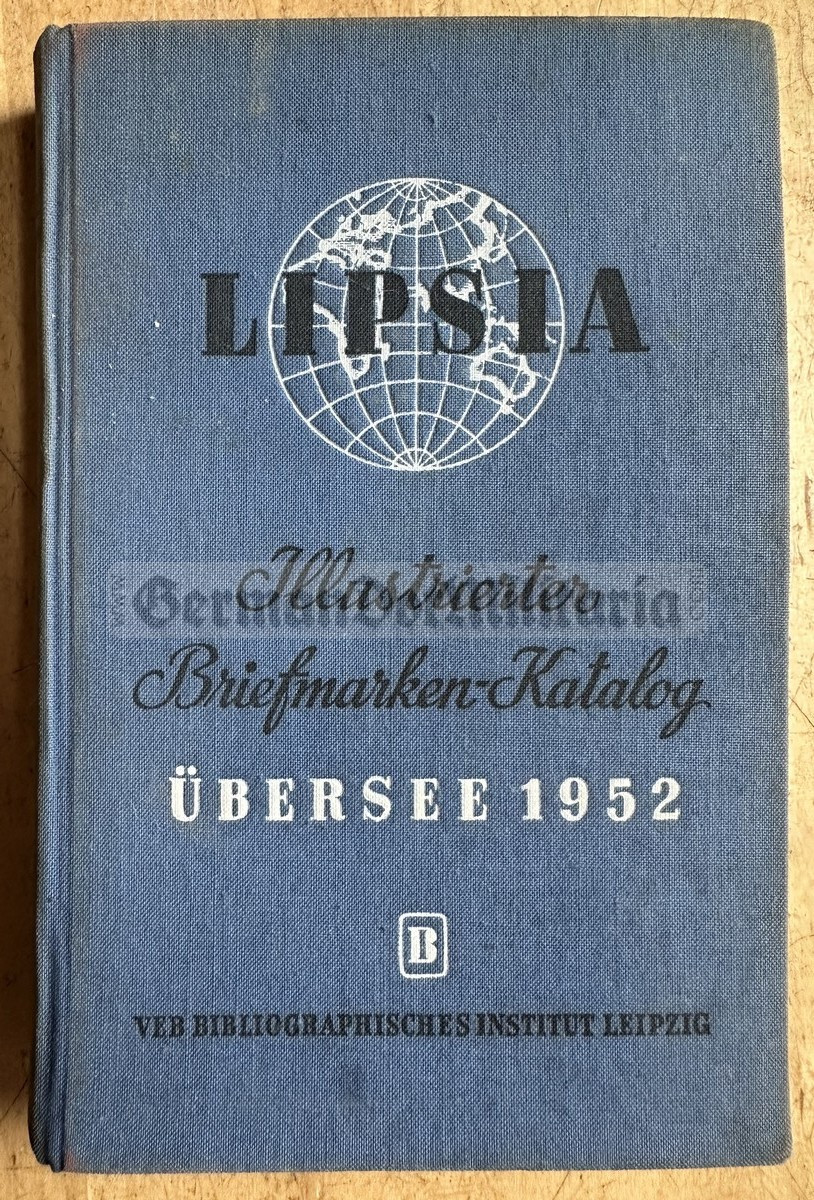 LIPSIA
Illustrierter
Briefmarken-Katalog
ÜBERSEE 1952
B
VEB BIBLIOGRAPHISCHES INSTITUT LEIPZIG